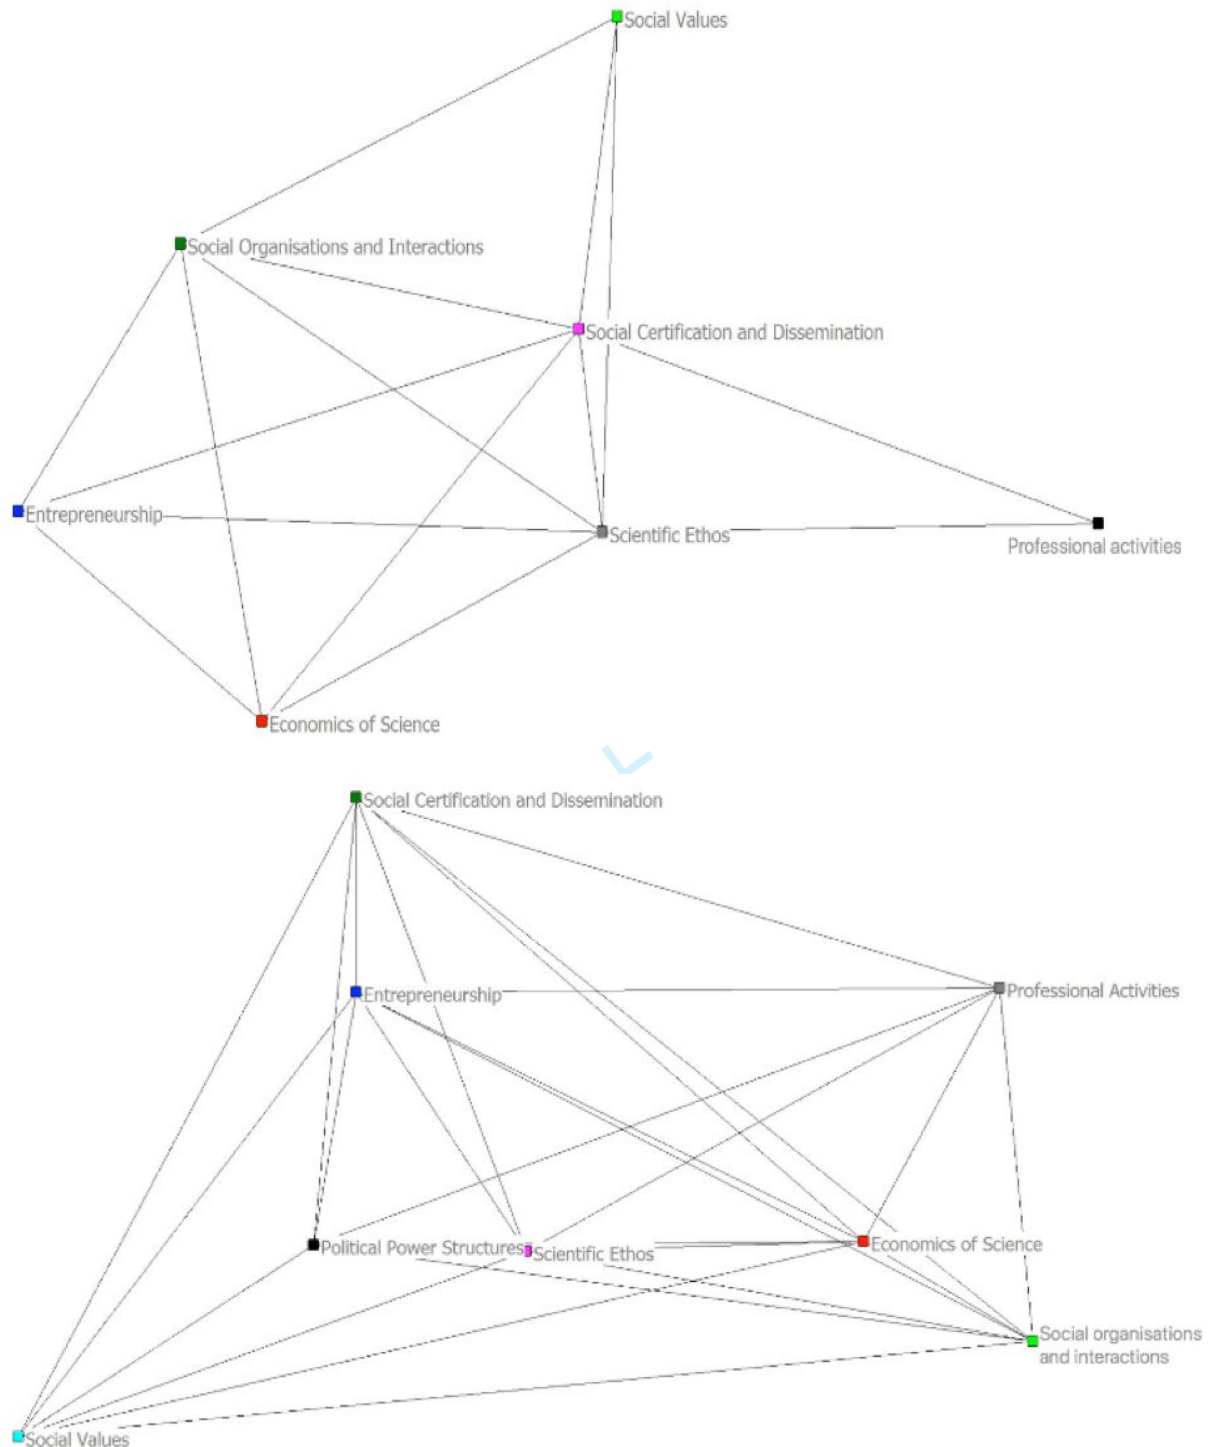 Social Values
Social Organisations and Interactions
Social Certification and Dissemination
Entrepreneurship
Scientific Ethos
Professional activities
Economics of Science
Social Certification and Dissemination
Entrepreneurship
Professional Activities
Political Power Structures
Scientific Ethos
Economics of Science
Social organisations
and interactions
Social Values